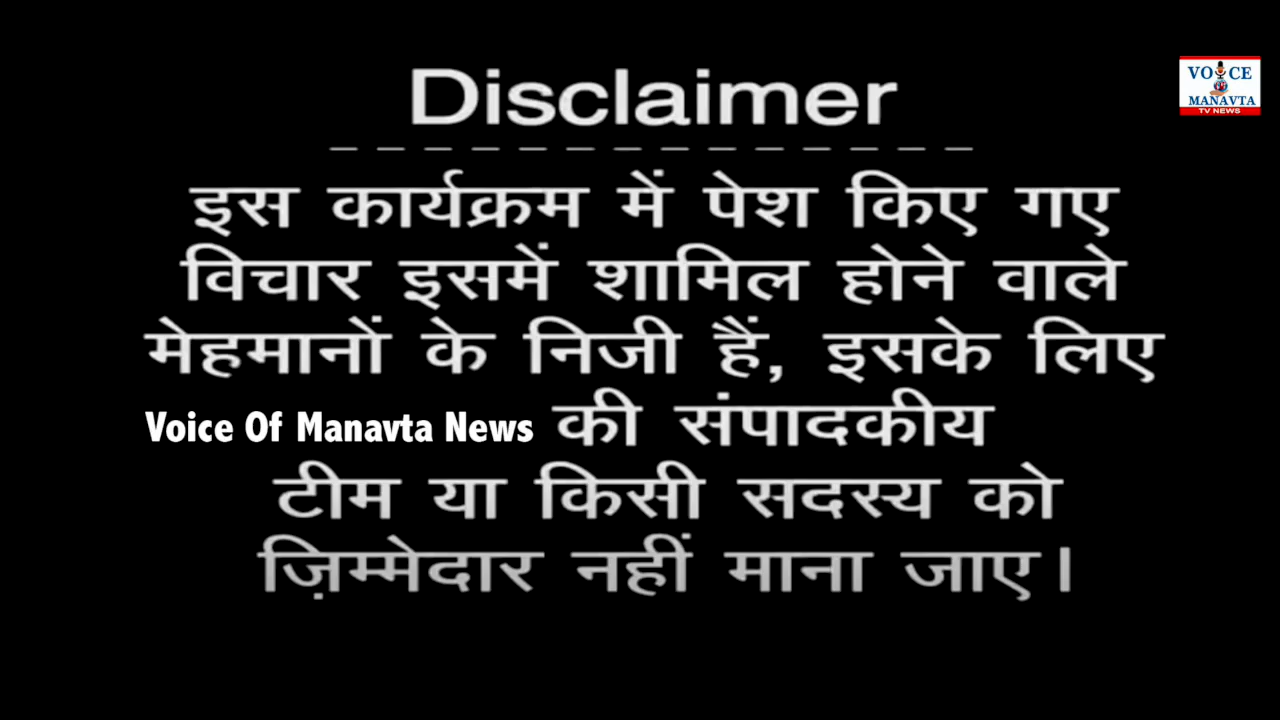 Disclaimer
इस कार्यक्रम में पेश किए गए
विचार इसमें शामिल होने वाले
मेहमानों के निजी हैं, इसके लिए
Voice Of Manavta News की संपादकीय
टीम या किसी सदस्य को
ज़िम्मेदार नहीं माना जाए।
VOICE
MANAVTA
TV NEWS